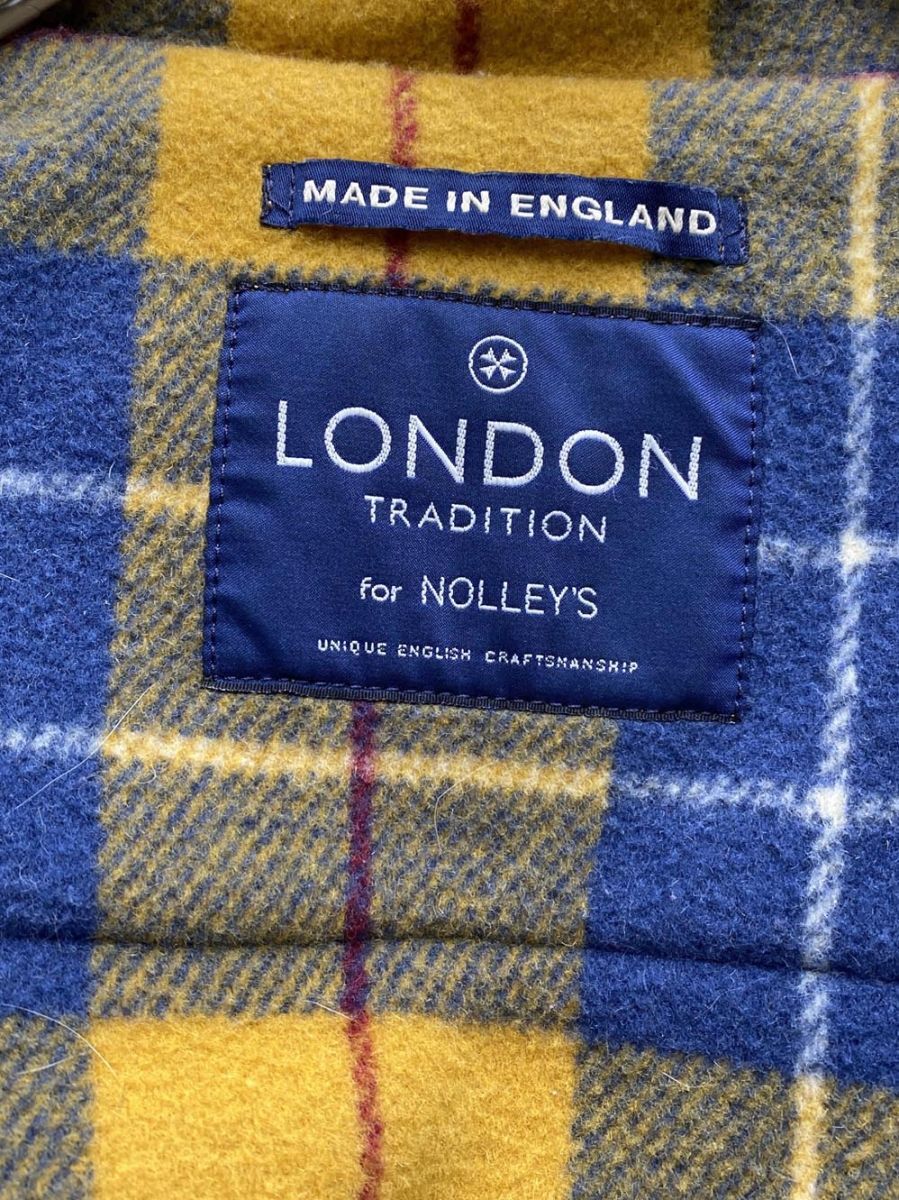 MADE IN ENGLAND
LONDON
TRADITION
for NOLLEY'S
UNIQUE ENGLISH CRAFTSMANSHIP